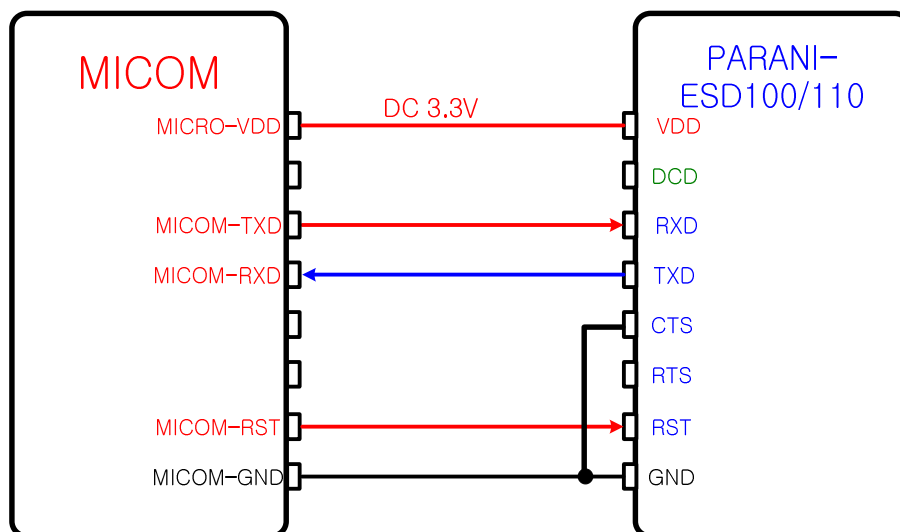 MICOM
PARANI-
ESD100/110
DC 3.3V
MICRO-VDD
VDD
DCD
MICOM-TXD
RXD
MICOM-RXD
TXD
CTS
RTS
MICOM-RST
RST
MICOM-GND
GND